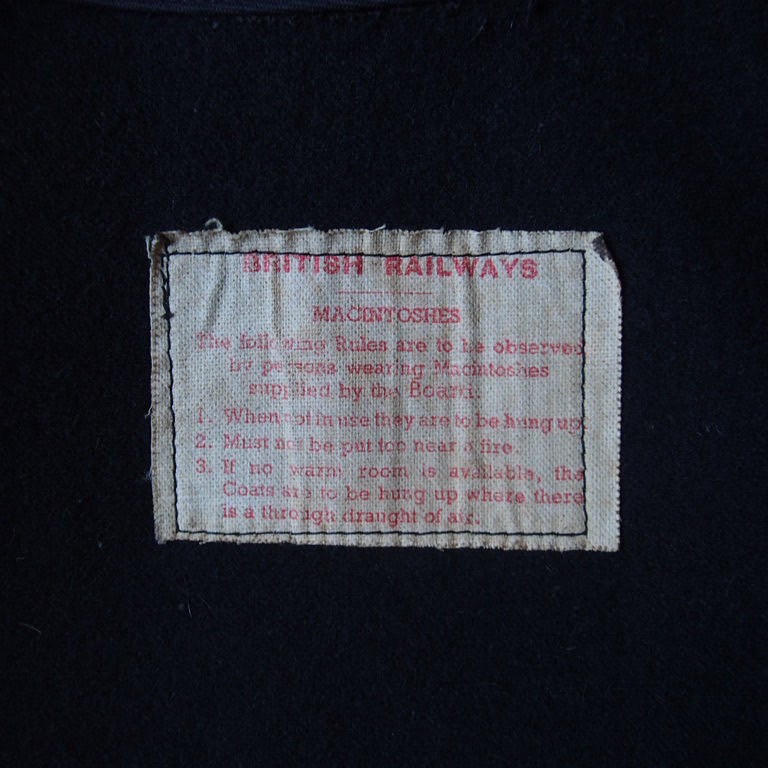 BRITISH RAILWAYS
MACINTOSHES
The following Rules are to be observed
by persons wearing Macintoshes
supplied by the Board.
1. When not in use they are to be hung up.
2. Must not be put too near a fire.
3. If no warm room is available, the
Coats are to be hung up where there
is a through draught of air.